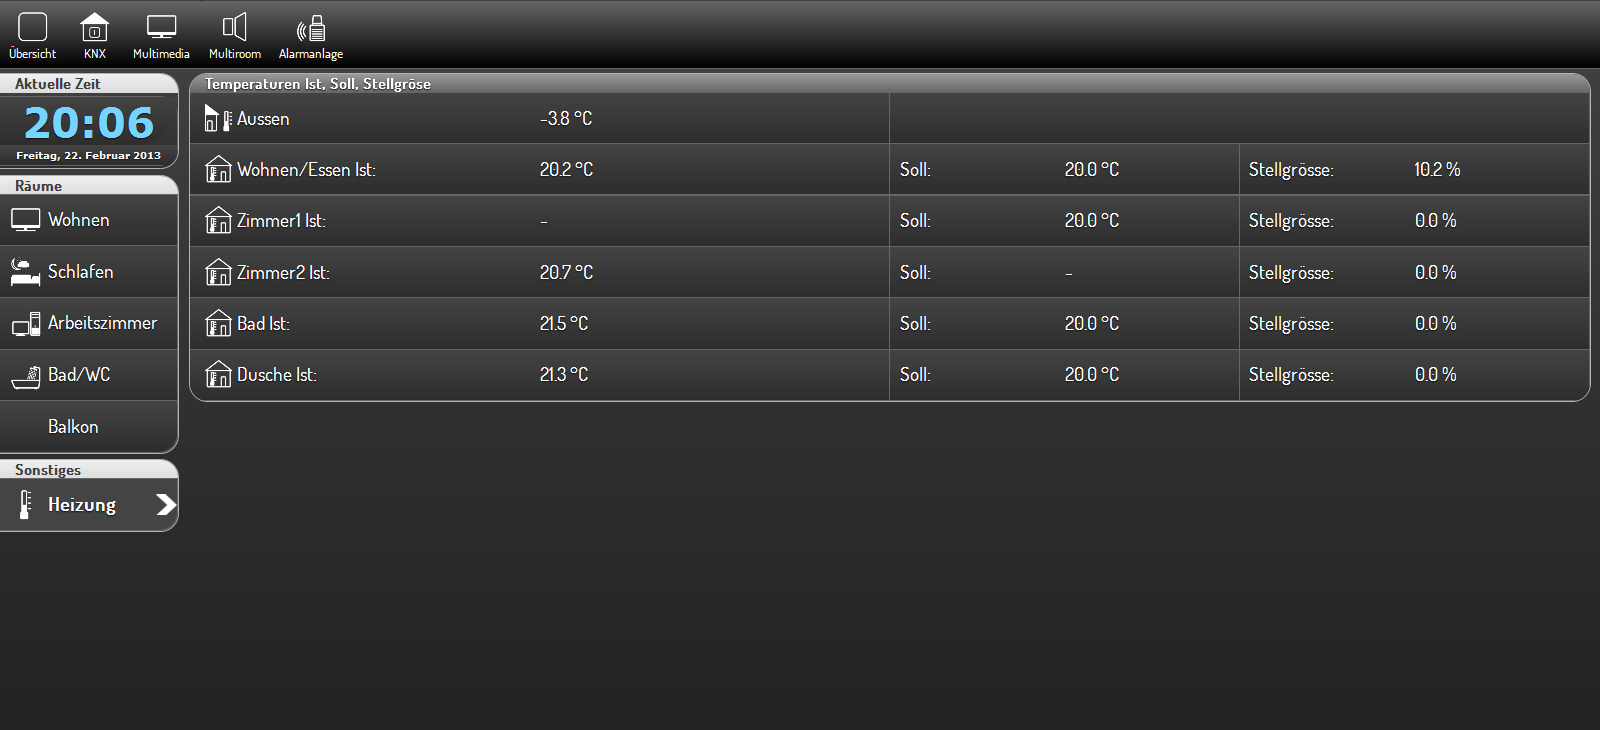 Übersicht KNX Multimedia Multiroom Alarmanlage
Aktuelle Zeit
20:06
Freitag, 22. Februar 2013
Räume
Wohnen
Schlafen
Arbeitszimmer
Bad/WC
Balkon
Sonstiges
Heizung
Temperaturen Ist, Soll, Stellgröse
Aussen -3.8 °C
Wohnen/Essen Ist: 20.2 °C Soll: 20.0 °C Stellgrösse: 10.2 %
Zimmer1 Ist: - Soll: 20.0 °C Stellgrösse: 0.0 %
Zimmer2 Ist: 20.7 °C Soll: - Stellgrösse: 0.0 %
Bad Ist: 21.5 °C Soll: 20.0 °C Stellgrösse: 0.0 %
Dusche Ist: 21.3 °C Soll: 20.0 °C Stellgrösse: 0.0 %